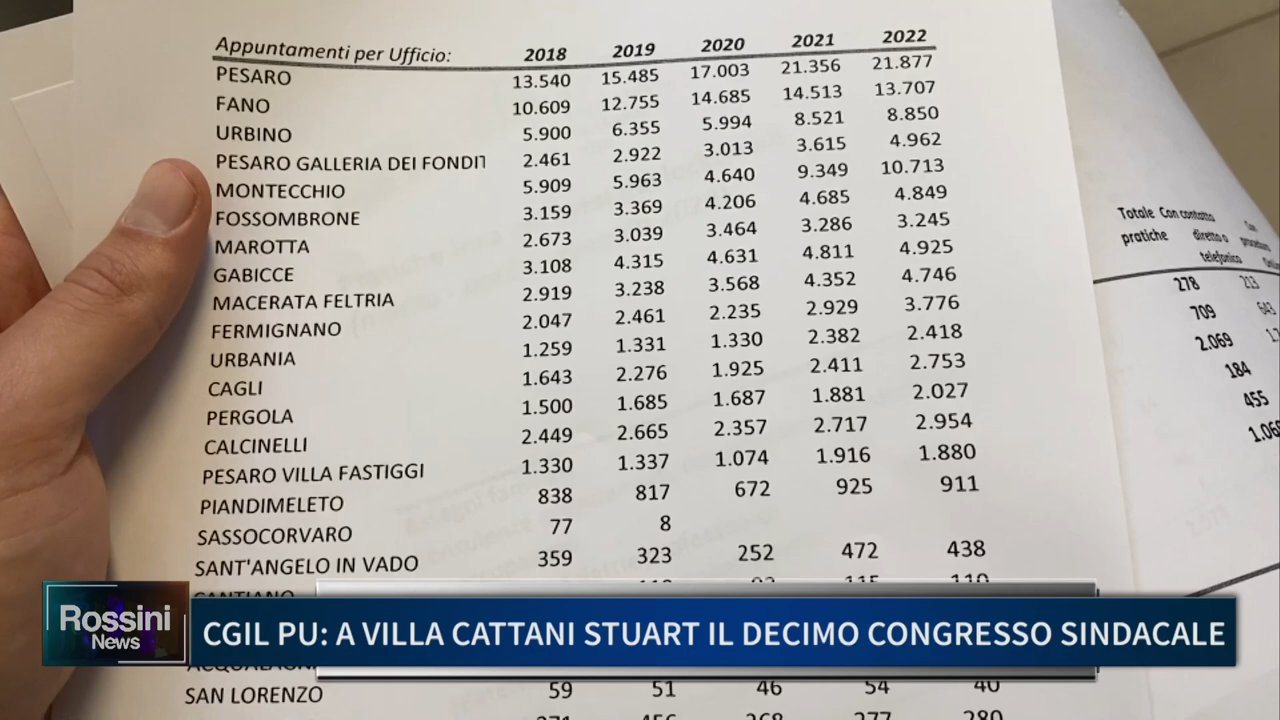 Appuntamenti per Ufficio: 2018 2019 2020 2021 2022
PESARO 13.540 15.485 17.003 21.356 21.877
FANO 10.609 12.755 14.685 14.513 13.707
URBINO 5.900 6.355 5.994 8.521 8.850
PESARO GALLERIA DEI FONDIT 2.461 2.922 3.013 3.615 4.962
MONTECCHIO 5.909 5.963 4.640 9.349 10.713
FOSSOMBRONE 3.159 3.369 4.206 4.685 4.849
MAROTTA 2.673 3.039 3.464 3.286 3.245
GABICCE 3.108 4.315 4.631 4.811 4.925
MACERATA FELTRIA 2.919 3.238 3.568 4.352 4.746
FERMIGNANO 2.047 2.461 2.235 2.929 3.776
URBANIA 1.259 1.331 1.330 2.382 2.418
CAGLI 1.643 2.276 1.925 2.411 2.753
PERGOLA 1.500 1.685 1.687 1.881 2.027
CALCINELLI 2.449 2.665 2.357 2.717 2.954
PESARO VILLA FASTIGGI 1.330 1.337 1.074 1.916 1.880
PIANDIMELETO 838 817 672 925 911
SASSOCORVARO 77 8
SANT'ANGELO IN VADO 359 323 252 472 438
SAN LORENZO 59 51 46 54 40
Totale Con contatto
pratiche diretto o
telefonico
278 213
709 643
2.069
184
455
Rossini
News
CGIL PU: A VILLA CATTANI STUART IL DECIMO CONGRESSO SINDACALE